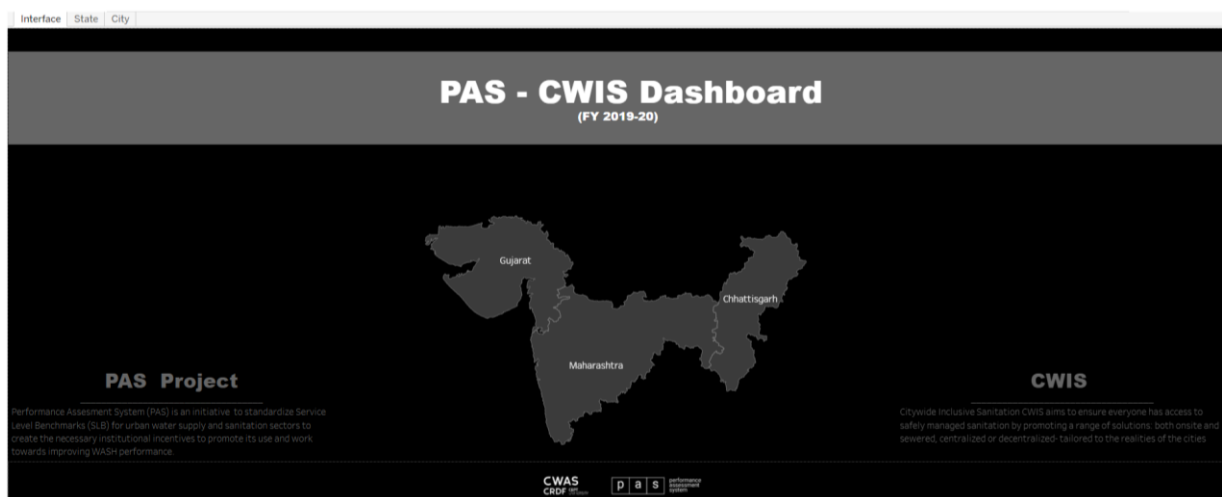 Interface State City
PAS - CWIS Dashboard
(FY 2019-20)
Gujarat
Chhattisgarh
Maharashtra
PAS Project
Performance Assesment System (PAS) is an initiative to standardize Service
Level Benchmarks (SLB) for urban water supply and sanitation sectors to
create the necessary institutional incentives to promote its use and work
towards improving WASH performance.
CWIS
Citywide Inclusive Sanitation CWIS aims to ensure everyone has access to
safely managed sanitation by promoting a range of solutions: both onsite and
sewered, centralized or decentralized- tailored to the realities of the cities
CWAS
CRDF
pas
performance
assessment
system